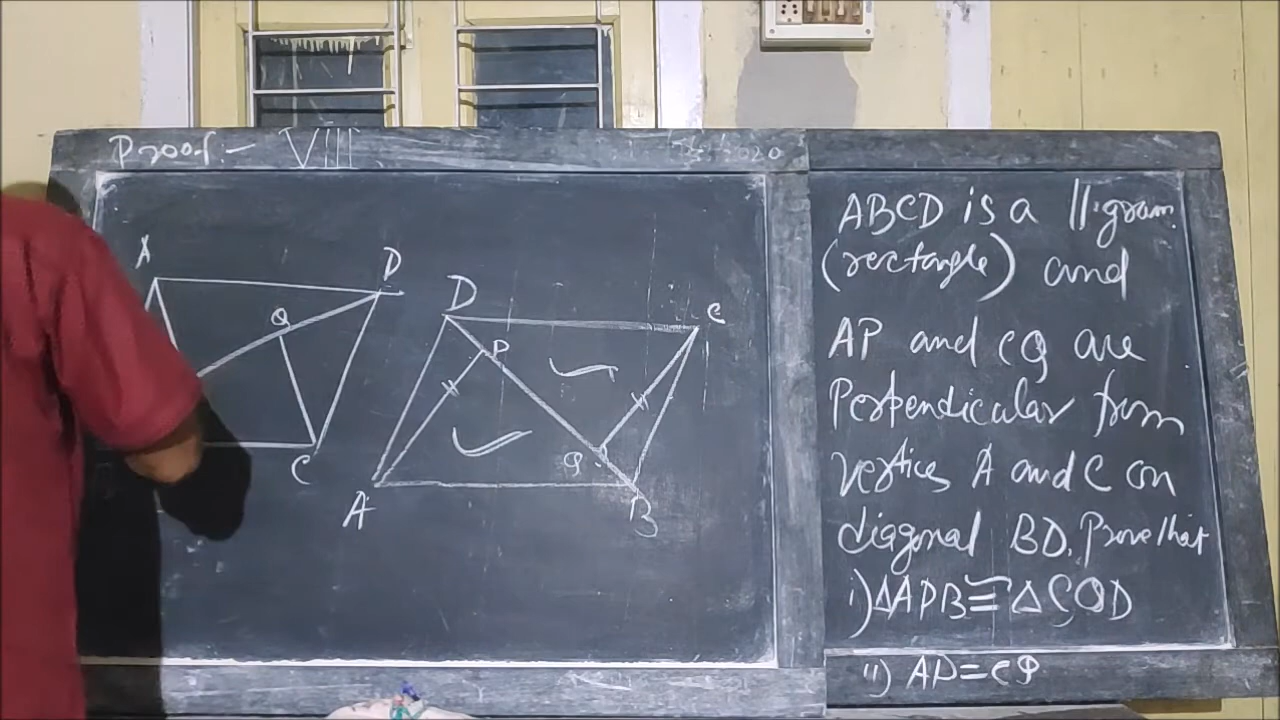 Proof:- VIII
2020
A
D
Q
C
D
C
P
Q
A
B
ABCD is a ||gram
(rectangle) and
AP and CQ are
Perpendicular from
vertices A and C on
diagonal BD. Prove that
i) ΔAPB ≅ ΔCQD
ii) AP = CQ